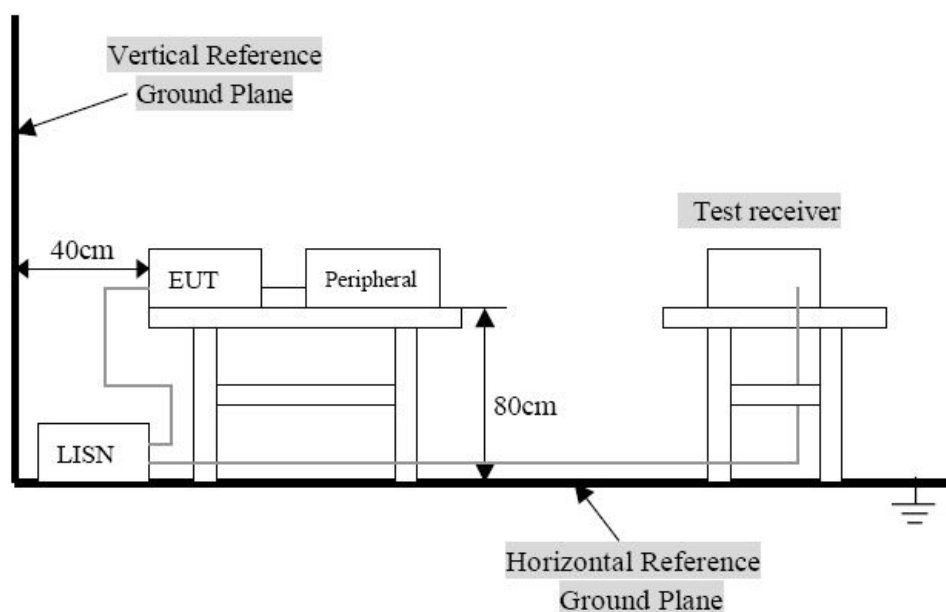 Vertical Reference
Ground Plane
Test receiver
40cm
EUT
Peripheral
80cm
LISN
Horizontal Reference
Ground Plane